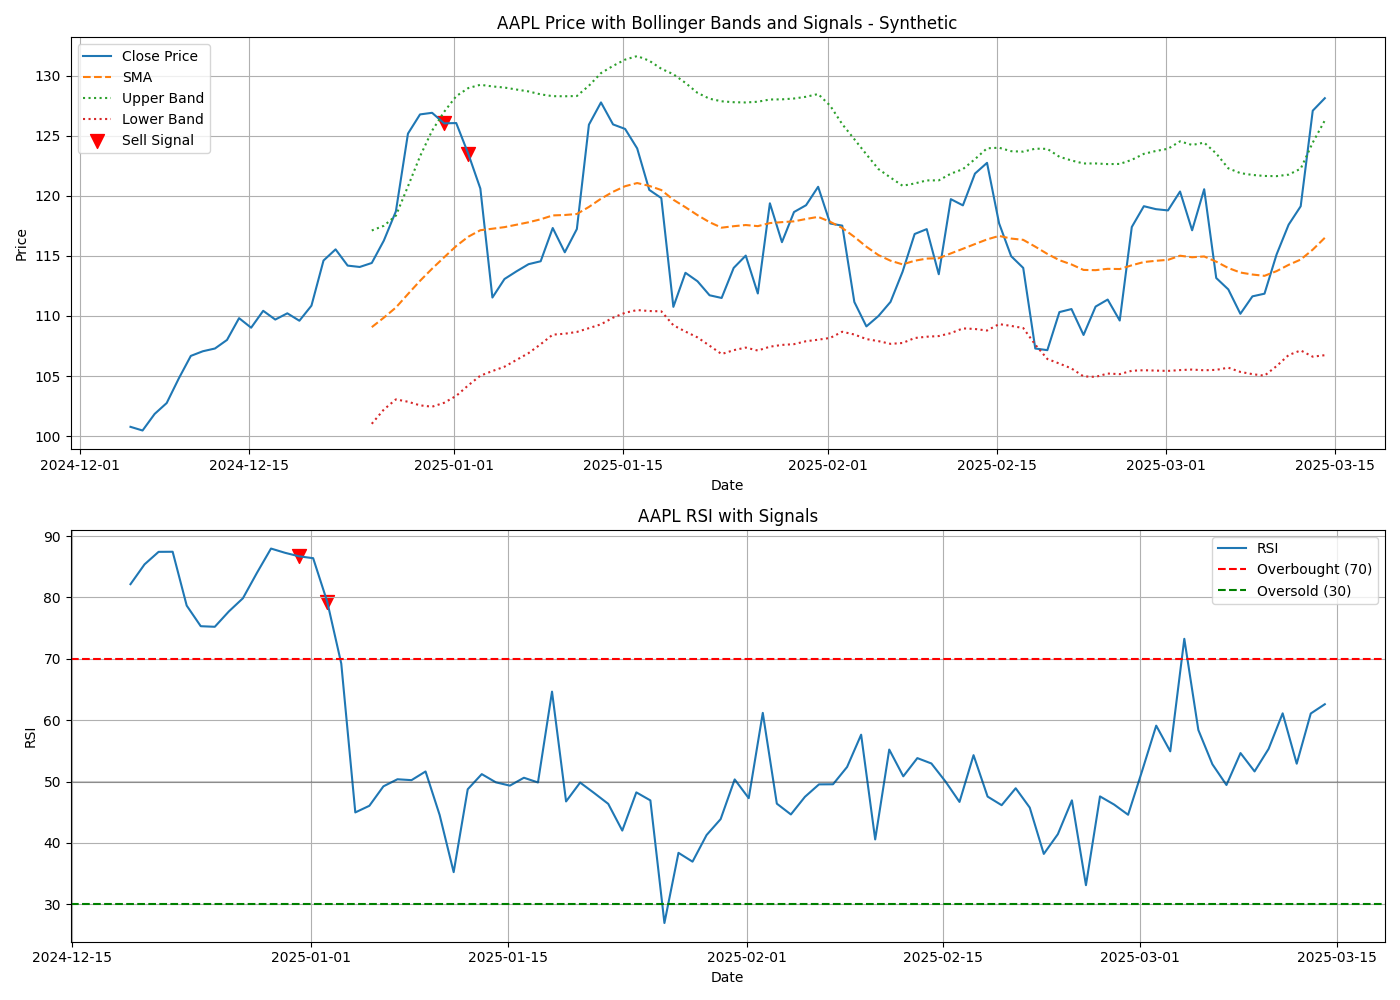 AAPL Price with Bollinger Bands and Signals - Synthetic
Close Price
SMA
Upper Band
Lower Band
Sell Signal
Price
130
125
120
115
110
105
100
2024-12-01 2024-12-15 2025-01-01 2025-01-15 2025-02-01 2025-02-15 2025-03-01 2025-03-15
Date
AAPL RSI with Signals
RSI
Overbought (70)
Oversold (30)
RSI
90
80
70
60
50
40
30
2024-12-15 2025-01-01 2025-01-15 2025-02-01 2025-02-15 2025-03-01 2025-03-15
Date